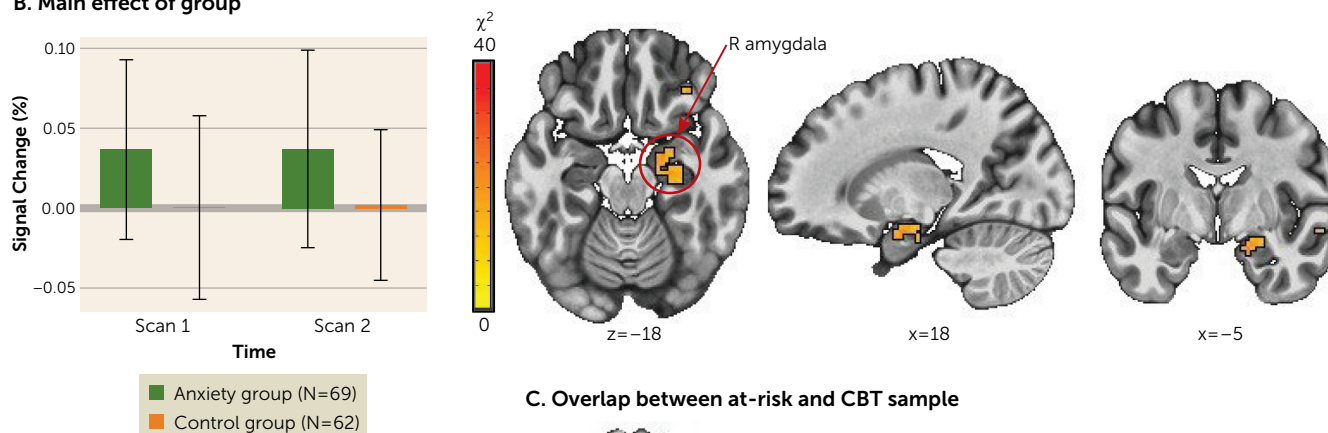 B. Main effect of group
Signal Change (%)
0.10
0.05
0.00
−0.05
Scan 1
Scan 2
Time
Anxiety group (N=69)
Control group (N=62)
χ²
40
0
R amygdala
z=−18
x=18
x=−5
C. Overlap between at-risk and CBT sample